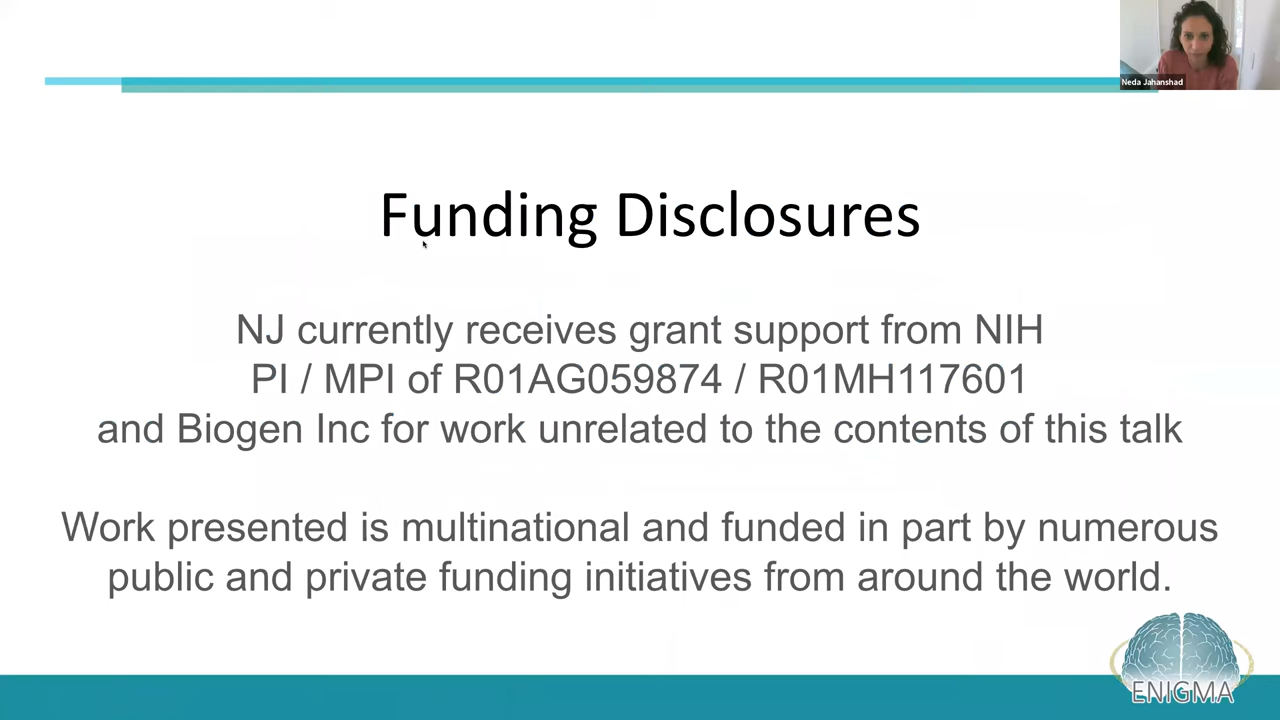 Neda Jahanshad
Funding Disclosures
NJ currently receives grant support from NIH
PI / MPI of R01AG059874 / R01MH117601
and Biogen Inc for work unrelated to the contents of this talk
Work presented is multinational and funded in part by numerous
public and private funding initiatives from around the world.
ENIGMA